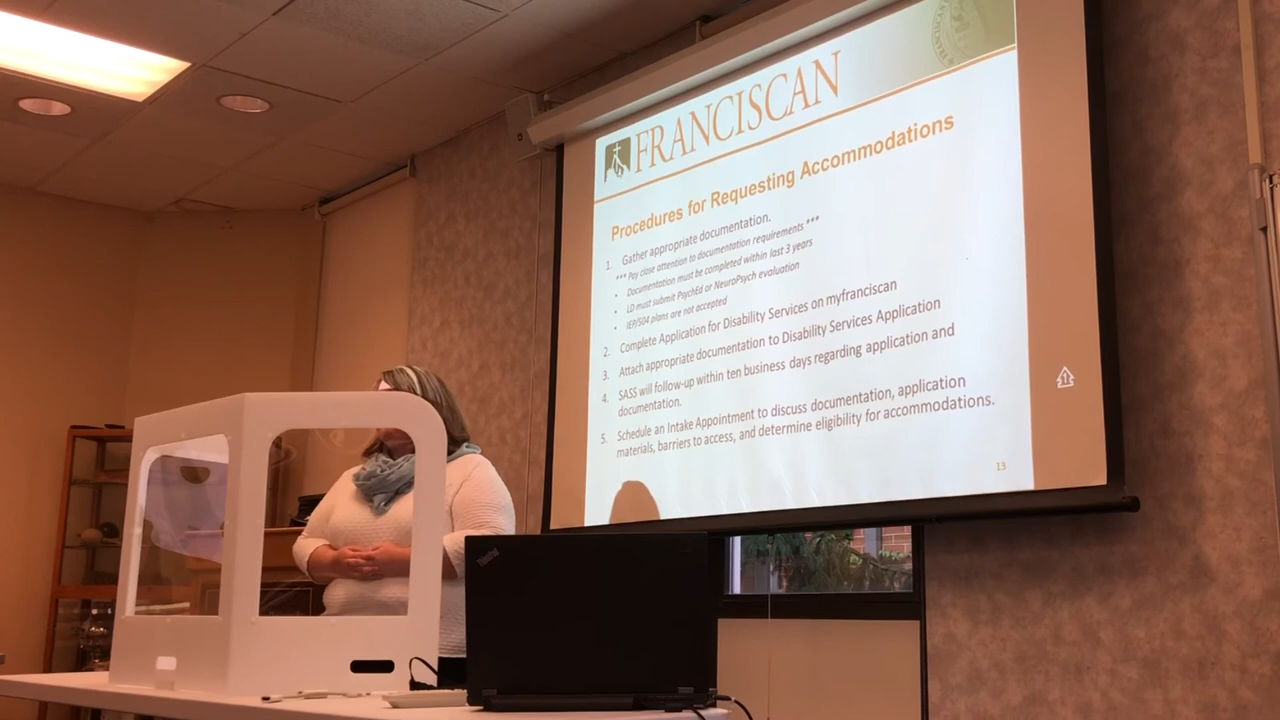 FRANCISCAN
Procedures for Requesting Accommodations
1. Gather appropriate documentation.
*** Pay close attention to documentation requirements ***
• Documentation must be completed within last 3 years
• LD must submit PsychEd or NeuroPsych evaluation
• IEP/504 plans are not accepted
2. Complete Application for Disability Services on myfranciscan
3. Attach appropriate documentation to Disability Services Application
4. SASS will follow-up within ten business days regarding application and
documentation.
5. Schedule an Intake Appointment to discuss documentation, application
materials, barriers to access, and determine eligibility for accommodations.
13
1
ThinkPad